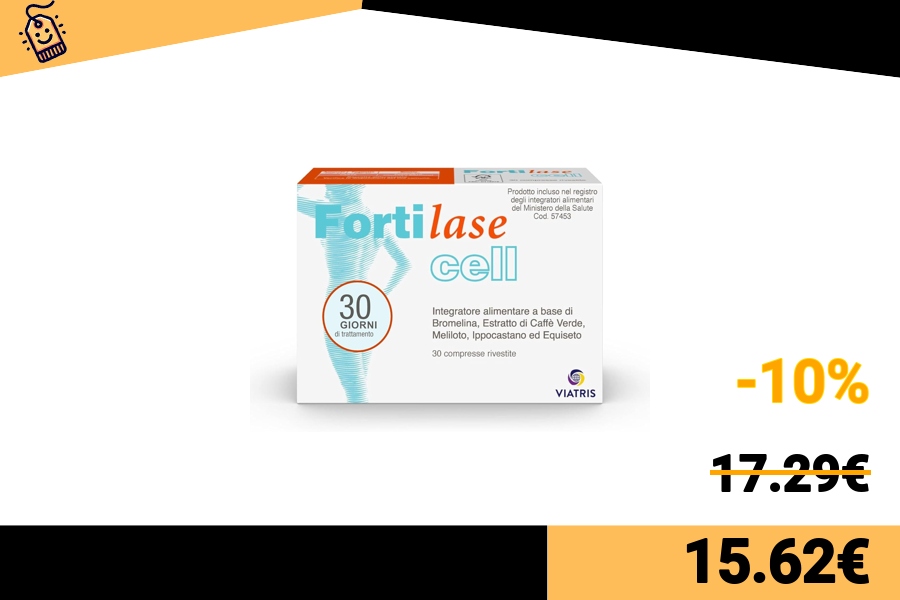 Fortilase
Prodotto incluso nel registro
degli integratori alimentari
del Ministero della Salute
Cod. 57453
Fortilase
cell
30
GIORNI
di trattamento
Integratore alimentare a base di
Bromelina, Estratto di Caffè Verde,
Meliloto, Ippocastano ed Equiseto
30 compresse rivestite
VIATRIS
-10%
17.29€
15.62€